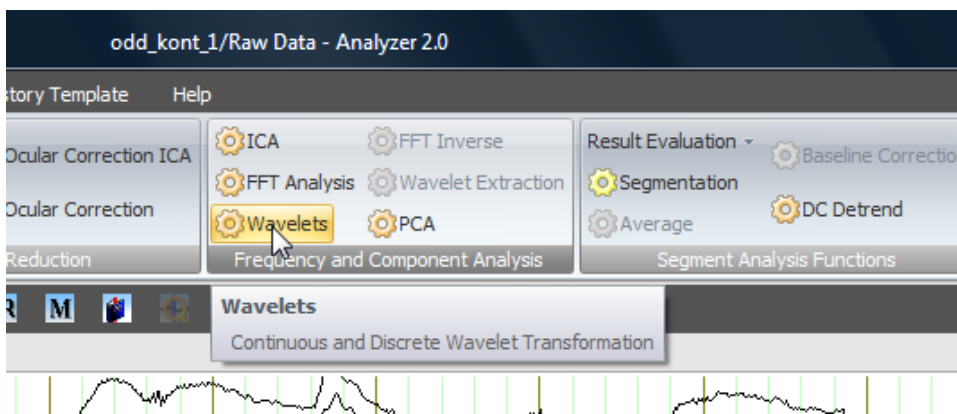 odd_kont_1/Raw Data - Analyzer 2.0
story Template Help
Ocular Correction ICA
Ocular Correction
Reduction
ICA
FFT Inverse
FFT Analysis
Wavelet Extraction
Wavelets
PCA
Frequency and Component Analysis
Result Evaluation
Baseline Correctio
Segmentation
Average
DC Detrend
Segment Analysis Functions
R M
Wavelets
Continuous and Discrete Wavelet Transformation